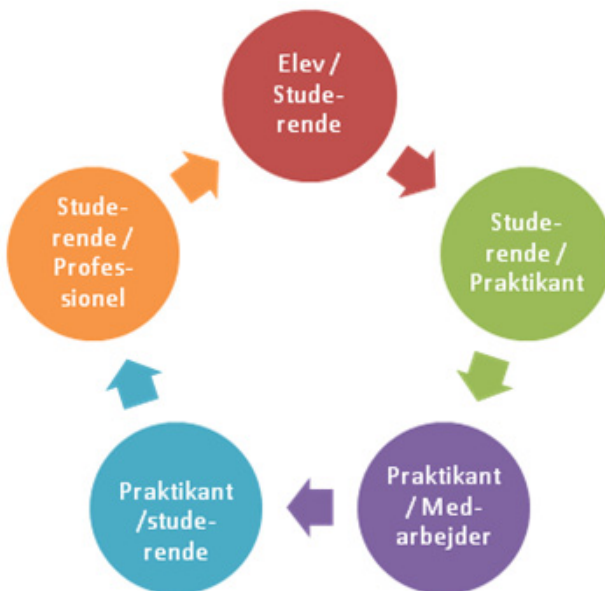 Elev /
Stude-
rende
Stude-
rende /
Praktikant
Praktikant
/ Med-
arbejder
Praktikant
/stude-
rende
Stude-
rende /
Profes-
sionel